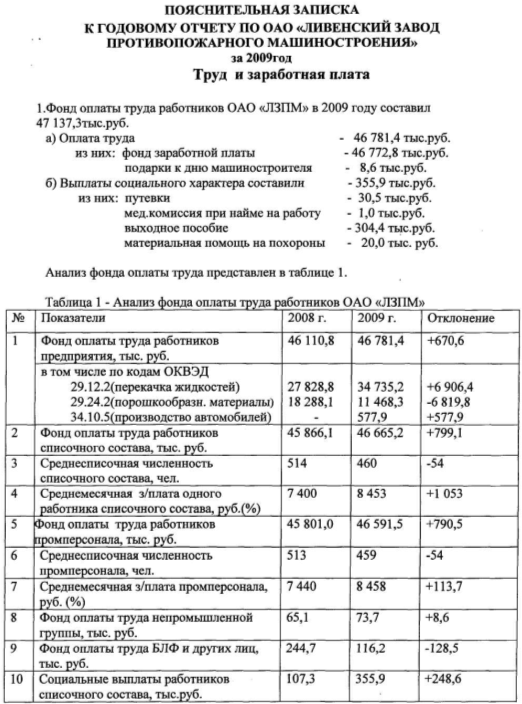 ПОЯСНИТЕЛЬНАЯ ЗАПИСКА
К ГОДОВОМУ ОТЧЕТУ ПО ОАО «ЛИВЕНСКИЙ ЗАВОД
ПРОТИВОПОЖАРНОГО МАШИНОСТРОЕНИЯ»
за 2009год
Труд и заработная плата
1.Фонд оплаты труда работников ОАО «ЛЗПМ» в 2009 году составил
47 137,3тыс.руб.
а) Оплата труда - 46 781,4 тыс.руб.
из них: фонд заработной платы - 46 772,8 тыс.руб.
подарки к дню машиностроителя - 8,6 тыс.руб.
б) Выплаты социального характера составили - 355,9 тыс.руб.
из них: путевки - 30,5 тыс.руб.
мед.комиссия при найме на работу - 1,0 тыс.руб.
выходное пособие - 304,4 тыс.руб.
материальная помощь на похороны - 20,0 тыс. руб.
Анализ фонда оплаты труда представлен в таблице 1.
Таблица 1 - Анализ фонда оплаты труда работников ОАО «ЛЗПМ»
№ Показатели 2008 г. 2009 г. Отклонение
1 Фонд оплаты труда работников 46 110,8 46 781,4 +670,6
предприятия, тыс. руб.
в том числе по кодам ОКВЭД
29.12.2(перекачка жидкостей) 27 828,8 34 735,2 +6 906,4
29.24.2(порошкообразн. материалы) 18 288,1 11 468,3 -6 819,8
34.10.5(производство автомобилей) - 577,9 +577,9
2 Фонд оплаты труда работников 45 866,1 46 665,2 +799,1
списочного состава, тыс. руб.
3 Среднесписочная численность 514 460 -54
списочного состава, чел.
4 Среднемесячная з/плата одного 7 400 8 453 +1 053
работника списочного состава, руб.(%)
5 Фонд оплаты труда работников 45 801,0 46 591,5 +790,5
промперсонала, тыс. руб.
6 Среднесписочная численность 513 459 -54
промперсонала, чел.
7 Среднемесячная з/плата промперсонала, 7 440 8 458 +113,7
руб. (%)
8 Фонд оплаты труда непромышленной 65,1 73,7 +8,6
группы, тыс. руб.
9 Фонд оплаты труда БЛФ и других лиц, 244,7 116,2 -128,5
тыс. руб.
10 Социальные выплаты работников 107,3 355,9 +248,6
списочного состава, тыс.руб.